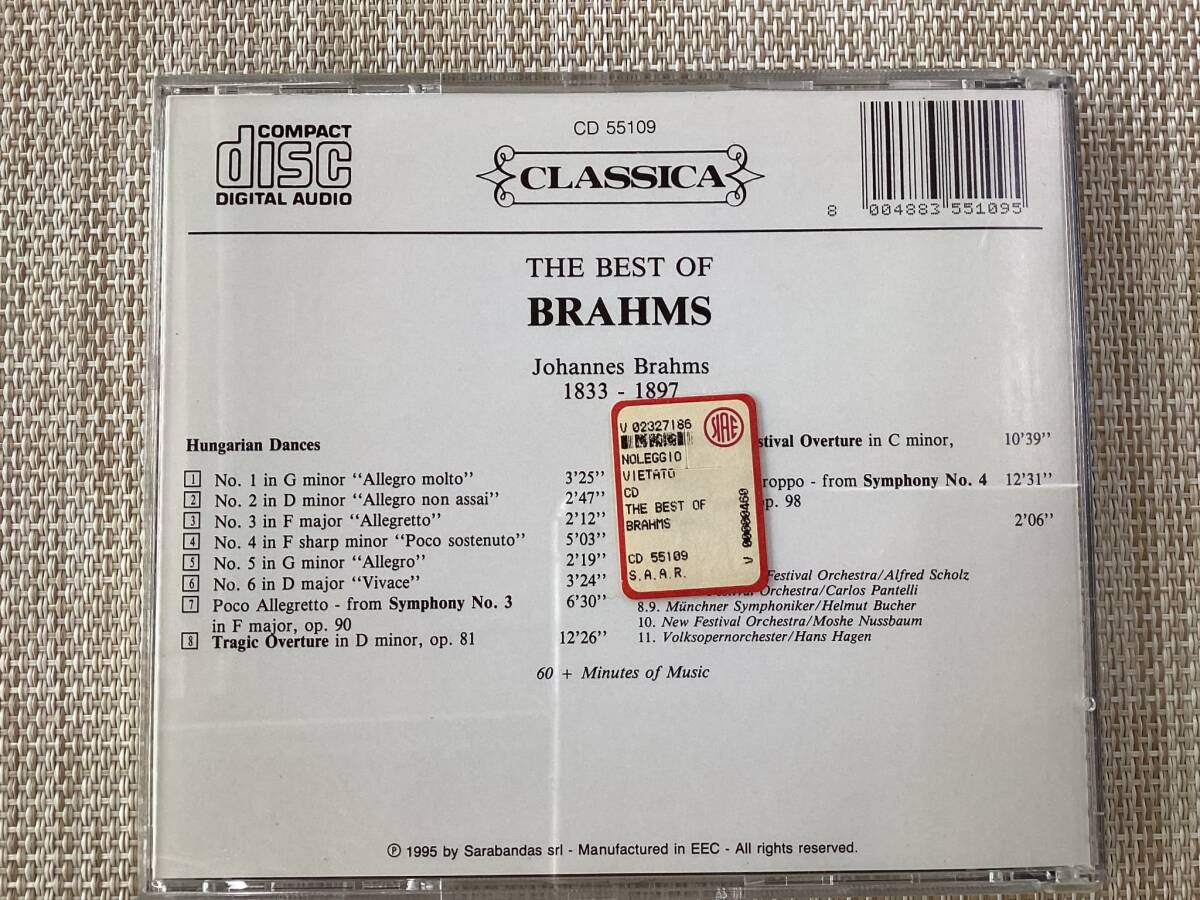 COMPACT
disc
DIGITAL AUDIO
CD 55109
CLASSICA
8 004883 551095
THE BEST OF
BRAHMS
Johannes Brahms
1833 - 1897
Hungarian Dances
1 No. 1 in G minor “Allegro molto” 3’25’’
2 No. 2 in D minor “Allegro non assai” 2’47’’
3 No. 3 in F major “Allegretto” 2’12’’
4 No. 4 in F sharp minor “Poco sostenuto” 5’03’’
5 No. 5 in G minor “Allegro” 2’19’’
6 No. 6 in D major “Vivace” 3’24’’
7 Poco Allegretto - from Symphony No. 3 6’30’’
in F major, op. 90
8 Tragic Overture in D minor, op. 81 12’26’’
stival Overture in C minor, 10’39’’
roppo - from Symphony No. 4 12’31’’
op. 98
2’06’’
Festival Orchestra/Alfred Scholz
Orchestra/Carlos Pantelli
8.9. Münchner Symphoniker/Helmut Bucher
10. New Festival Orchestra/Moshe Nussbaum
11. Volksopernorchester/Hans Hagen
V 02327186
SIAE
NOLEGGIO
VIETATO
CD
THE BEST OF
BRAHMS
CD 55109
S.A.A.R.
V 00000460
60 + Minutes of Music
℗ 1995 by Sarabandas srl - Manufactured in EEC - All rights reserved.